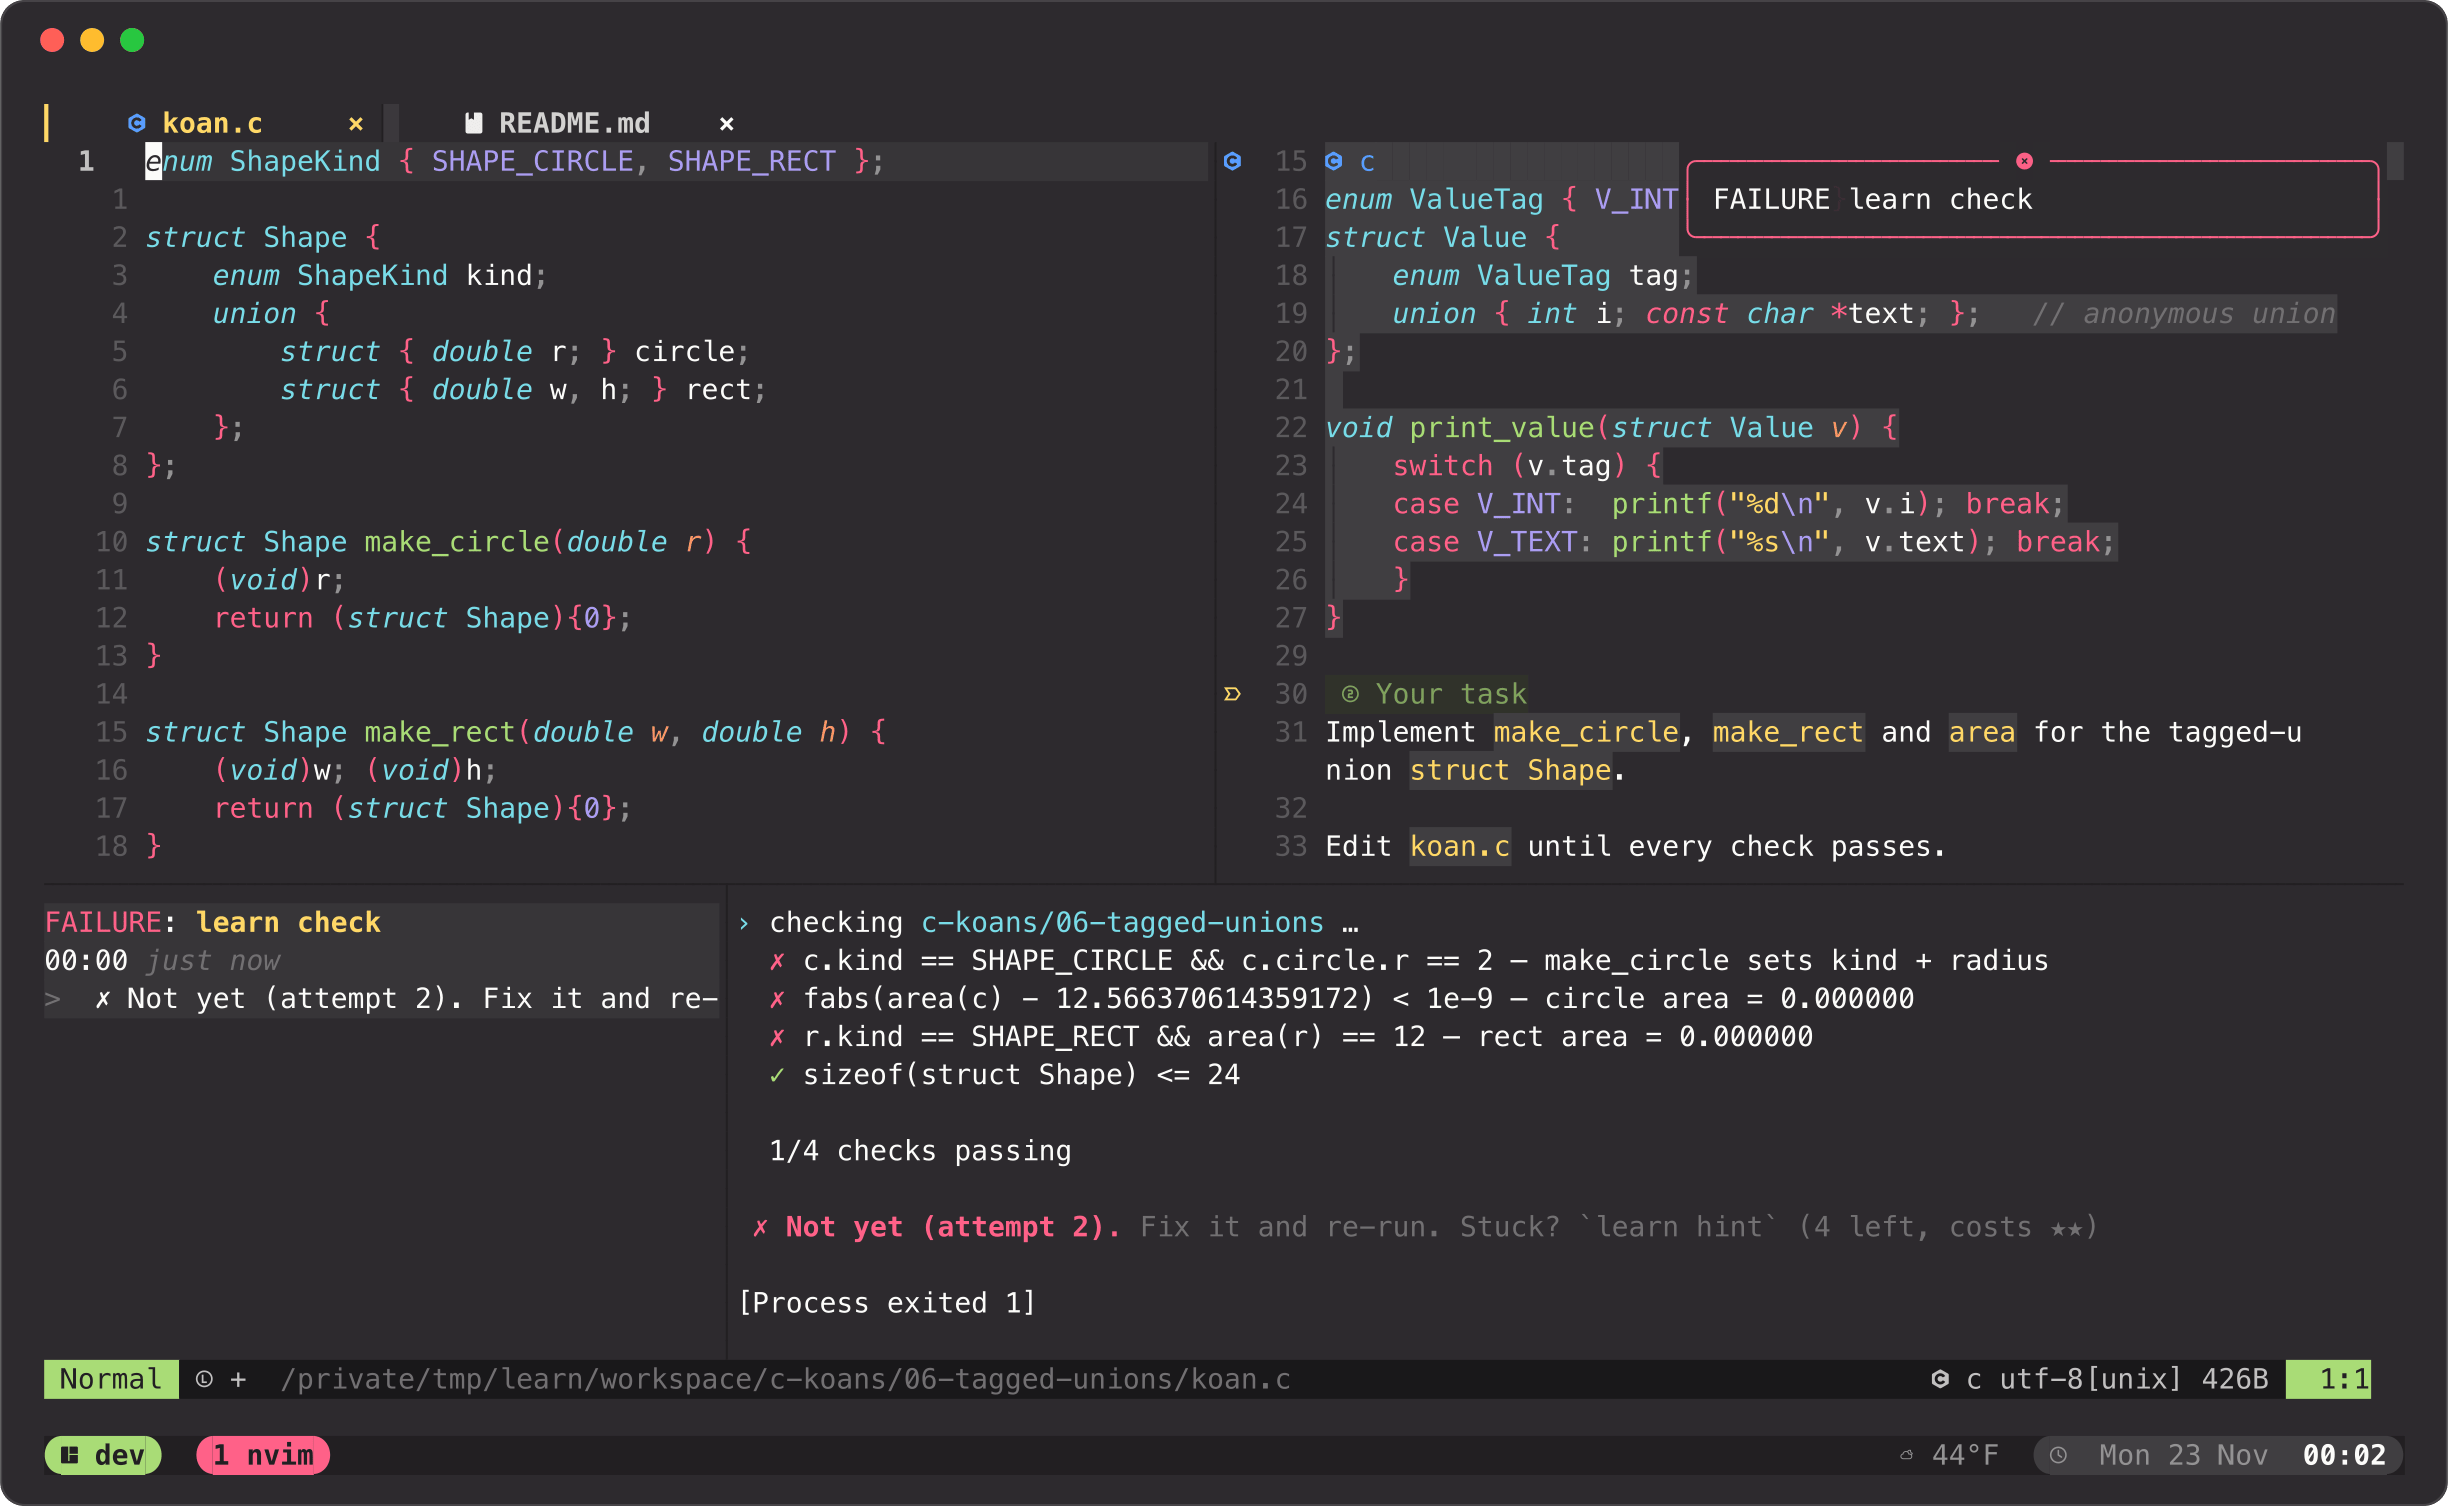 koan.c × README.md ×
1 enum ShapeKind { SHAPE_CIRCLE, SHAPE_RECT };
1
2 struct Shape {
3     enum ShapeKind kind;
4     union {
5         struct { double r; } circle;
6         struct { double w, h; } rect;
7     };
8 };
9
10 struct Shape make_circle(double r) {
11     (void)r;
12     return (struct Shape){0};
13 }
14
15 struct Shape make_rect(double w, double h) {
16     (void)w; (void)h;
17     return (struct Shape){0};
18 }
15 c
16 enum ValueTag { V_INT
17 struct Value {
18     enum ValueTag tag;
19     union { int i; const char *text; };   // anonymous union
20 };
21
22 void print_value(struct Value v) {
23     switch (v.tag) {
24     case V_INT:  printf("%d\n", v.i); break;
25     case V_TEXT: printf("%s\n", v.text); break;
26     }
27 }
29
30 ② Your task
31 Implement make_circle, make_rect and area for the tagged-u
nion struct Shape.
32
33 Edit koan.c until every check passes.
FAILURE learn check
FAILURE: learn check
00:00 just now
>  ✗ Not yet (attempt 2). Fix it and re-
› checking c-koans/06-tagged-unions …
✗ c.kind == SHAPE_CIRCLE && c.circle.r == 2 — make_circle sets kind + radius
✗ fabs(area(c) - 12.566370614359172) < 1e-9 — circle area = 0.000000
✗ r.kind == SHAPE_RECT && area(r) == 12 — rect area = 0.000000
✓ sizeof(struct Shape) <= 24
1/4 checks passing
✗ Not yet (attempt 2). Fix it and re-run. Stuck? `learn hint` (4 left, costs ★★)
[Process exited 1]
Normal Ⓛ + /private/tmp/learn/workspace/c-koans/06-tagged-unions/koan.c c utf-8[unix] 426B 1:1
dev 1 nvim 44°F Mon 23 Nov 00:02